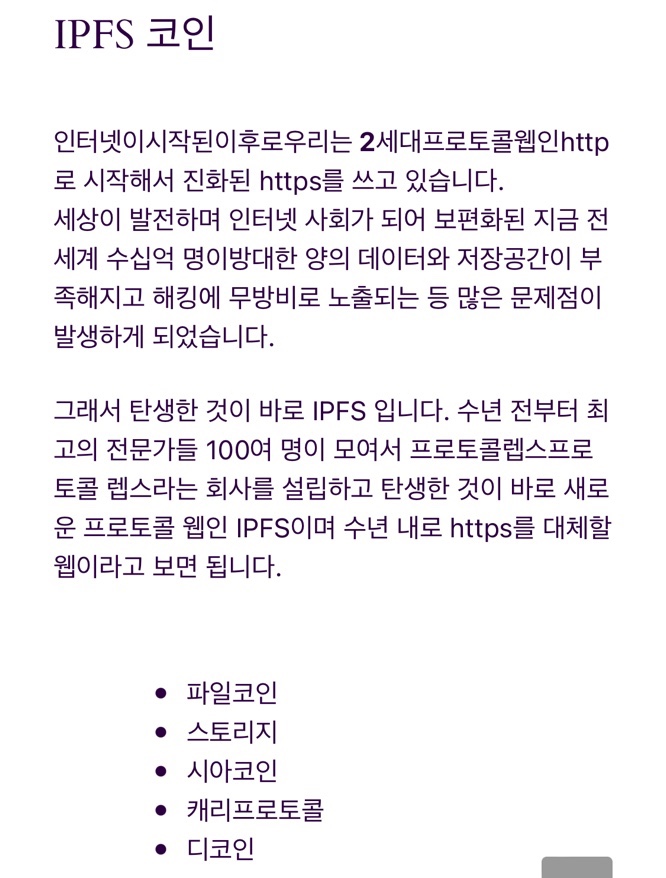 IPFS 코인
인터넷이시작된이후로우리는 2세대프로토콜웹인http
로 시작해서 진화된 https를 쓰고 있습니다.
세상이 발전하며 인터넷 사회가 되어 보편화된 지금 전
세계 수십억 명이방대한 양의 데이터와 저장공간이 부
족해지고 해킹에 무방비로 노출되는 등 많은 문제점이
발생하게 되었습니다.
그래서 탄생한 것이 바로 IPFS 입니다. 수년 전부터 최
고의 전문가들 100여 명이 모여서 프로토콜렙스프로
토콜 렙스라는 회사를 설립하고 탄생한 것이 바로 새로
운 프로토콜 웹인 IPFS이며 수년 내로 https를 대체할
웹이라고 보면 됩니다.
• 파일코인
• 스토리지
• 시아코인
• 캐리프로토콜
• 디코인